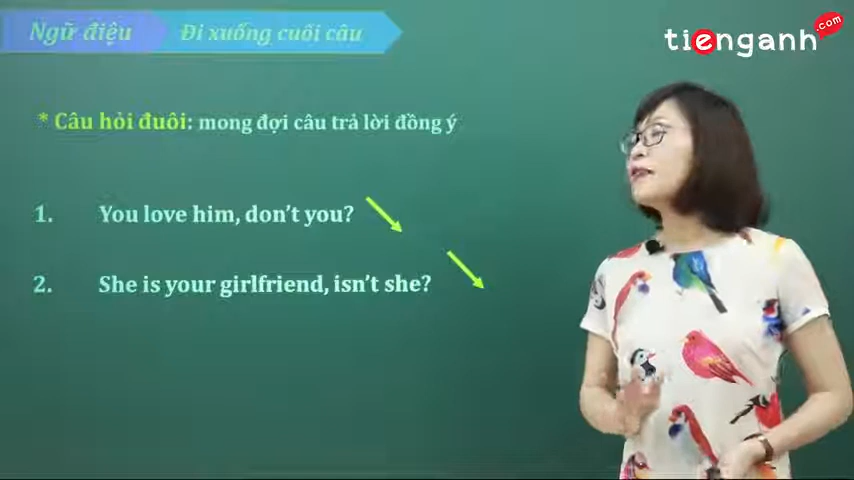 Ngữ điệu
Đi xuống cuối câu
tienganh.com
* Câu hỏi đuôi: mong đợi câu trả lời đồng ý
1. You love him, don't you?
2. She is your girlfriend, isn't she?